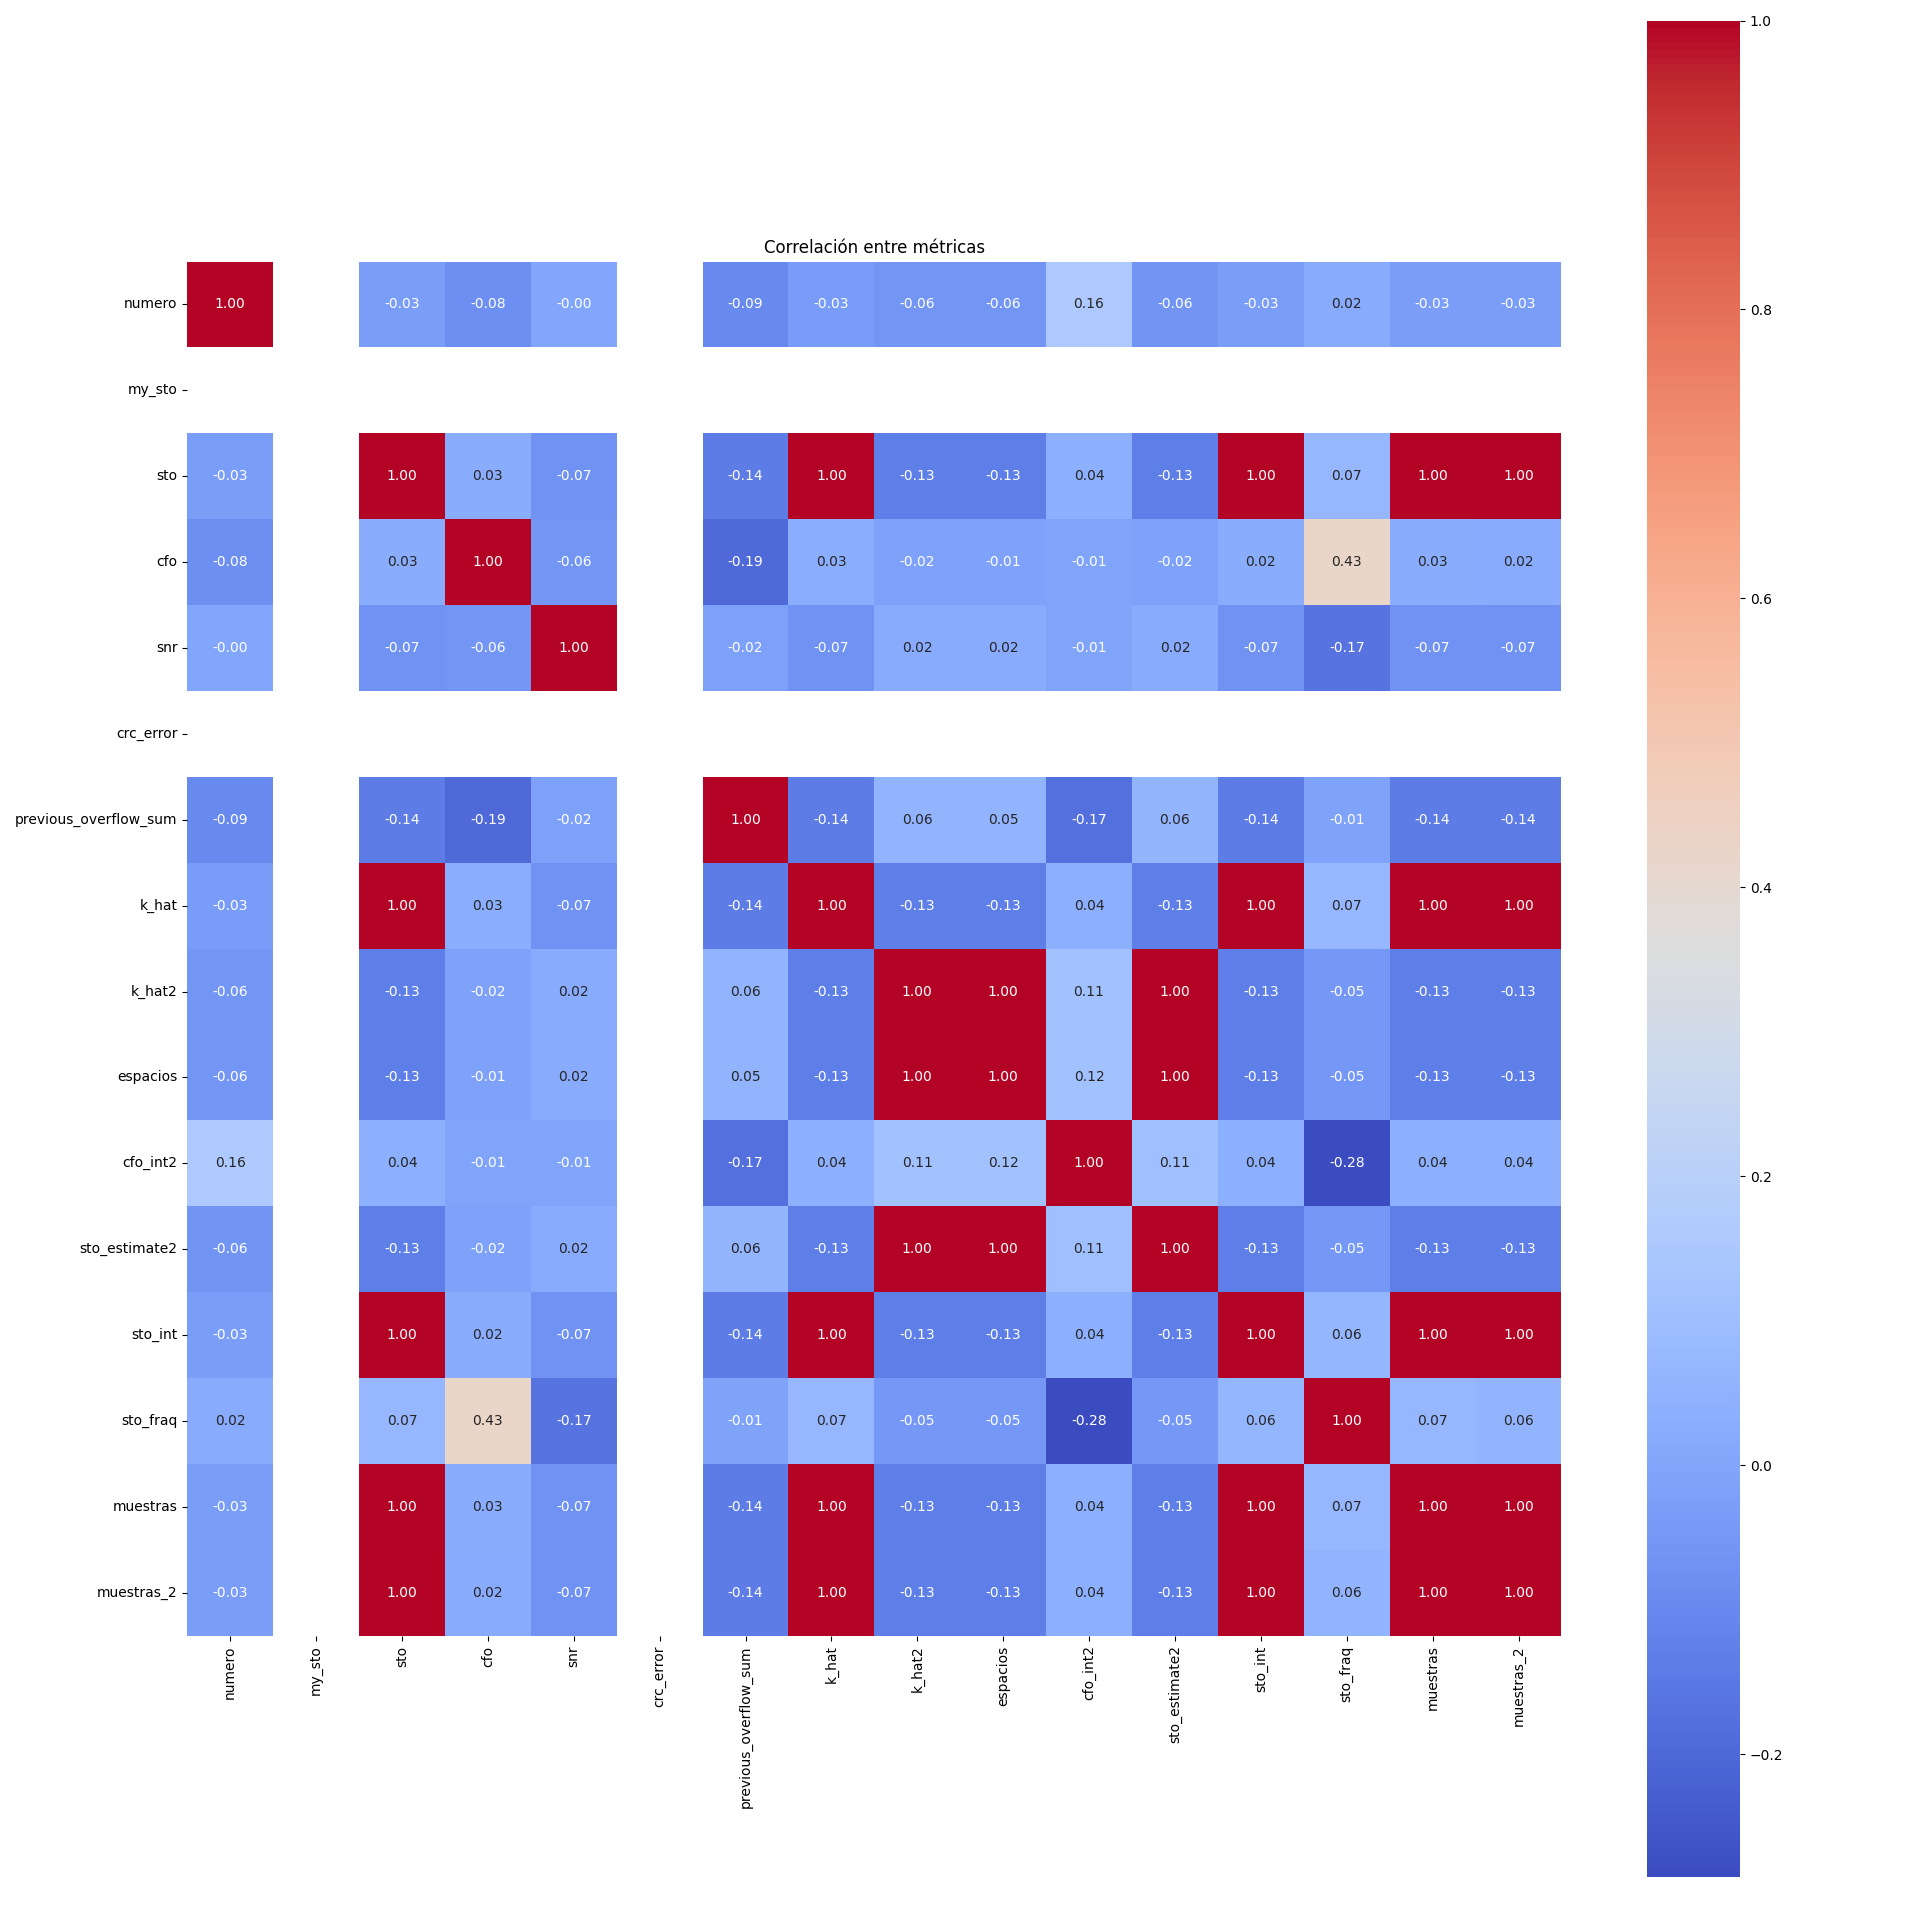 1.0
Correlación entre métricas
numero 1.00 -0.03 -0.08 -0.00 -0.09 -0.03 -0.06 -0.06 0.16 -0.06 -0.03 0.02 -0.03 -0.03
0.8
my_sto
sto -0.03 1.00 0.03 -0.07 -0.14 1.00 -0.13 -0.13 0.04 -0.13 1.00 0.07 1.00 1.00
cfo -0.08 0.03 1.00 -0.06 -0.19 0.03 -0.02 -0.01 -0.01 -0.02 0.02 0.43 0.03 0.02
0.6
snr -0.00 -0.07 -0.06 1.00 -0.02 -0.07 0.02 0.02 -0.01 0.02 -0.07 -0.17 -0.07 -0.07
crc_error
previous_overflow_sum -0.09 -0.14 -0.19 -0.02 1.00 -0.14 0.06 0.05 -0.17 0.06 -0.14 -0.01 -0.14 -0.14
0.4
k_hat -0.03 1.00 0.03 -0.07 -0.14 1.00 -0.13 -0.13 0.04 -0.13 1.00 0.07 1.00 1.00
k_hat2 -0.06 -0.13 -0.02 0.02 0.06 -0.13 1.00 1.00 0.11 1.00 -0.13 -0.05 -0.13 -0.13
espacios -0.06 -0.13 -0.01 0.02 0.05 -0.13 1.00 1.00 0.12 1.00 -0.13 -0.05 -0.13 -0.13
cfo_int2 0.16 0.04 -0.01 -0.01 -0.17 0.04 0.11 0.12 1.00 0.11 0.04 -0.28 0.04 0.04
0.2
sto_estimate2 -0.06 -0.13 -0.02 0.02 0.06 -0.13 1.00 1.00 0.11 1.00 -0.13 -0.05 -0.13 -0.13
sto_int -0.03 1.00 0.02 -0.07 -0.14 1.00 -0.13 -0.13 0.04 -0.13 1.00 0.06 1.00 1.00
sto_fraq 0.02 0.07 0.43 -0.17 -0.01 0.07 -0.05 -0.05 -0.28 -0.05 0.06 1.00 0.07 0.06
0.0
muestras -0.03 1.00 0.03 -0.07 -0.14 1.00 -0.13 -0.13 0.04 -0.13 1.00 0.07 1.00 1.00
muestras_2 -0.03 1.00 0.02 -0.07 -0.14 1.00 -0.13 -0.13 0.04 -0.13 1.00 0.06 1.00 1.00
numero my_sto sto cfo snr crc_error previous_overflow_sum k_hat k_hat2 espacios cfo_int2 sto_estimate2 sto_int sto_fraq muestras muestras_2
−0.2